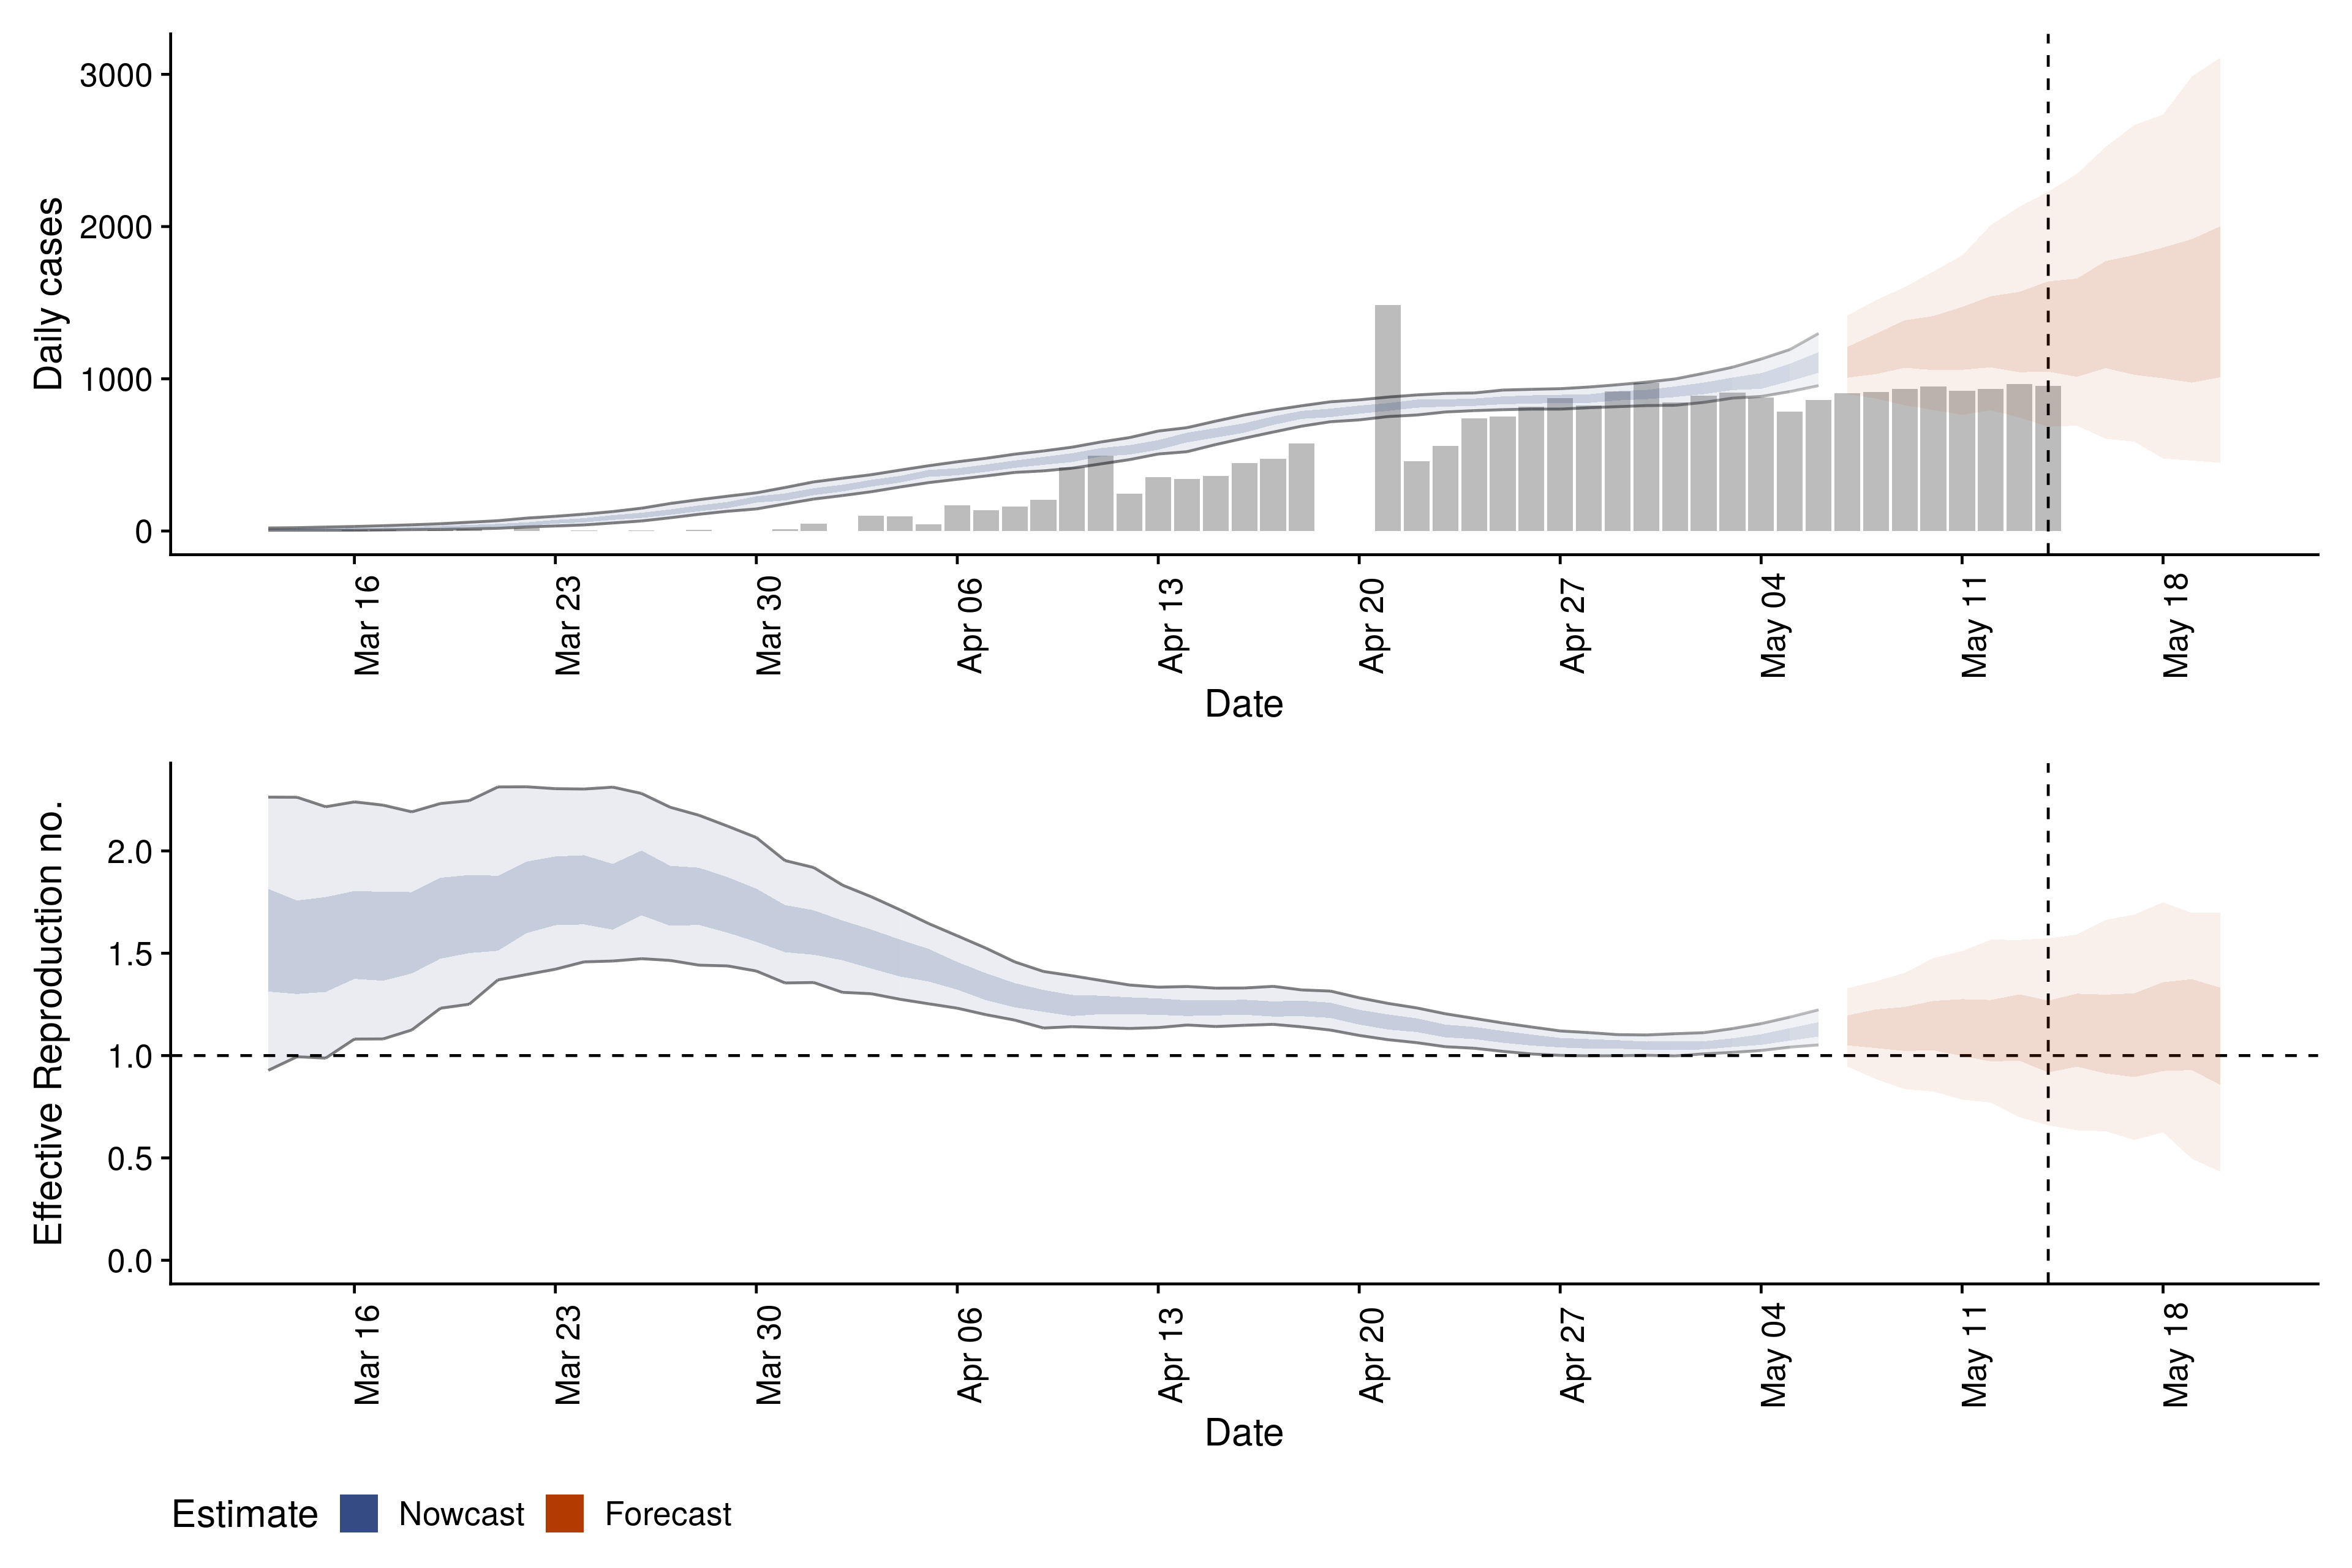 Daily cases
3000
2000
1000
0
Mar 16
Mar 23
Mar 30
Apr 06
Apr 13
Apr 20
Apr 27
May 04
May 11
May 18
Date
Effective Reproduction no.
2.0
1.5
1.0
0.5
0.0
Mar 16
Mar 23
Mar 30
Apr 06
Apr 13
Apr 20
Apr 27
May 04
May 11
May 18
Date
Estimate Nowcast Forecast